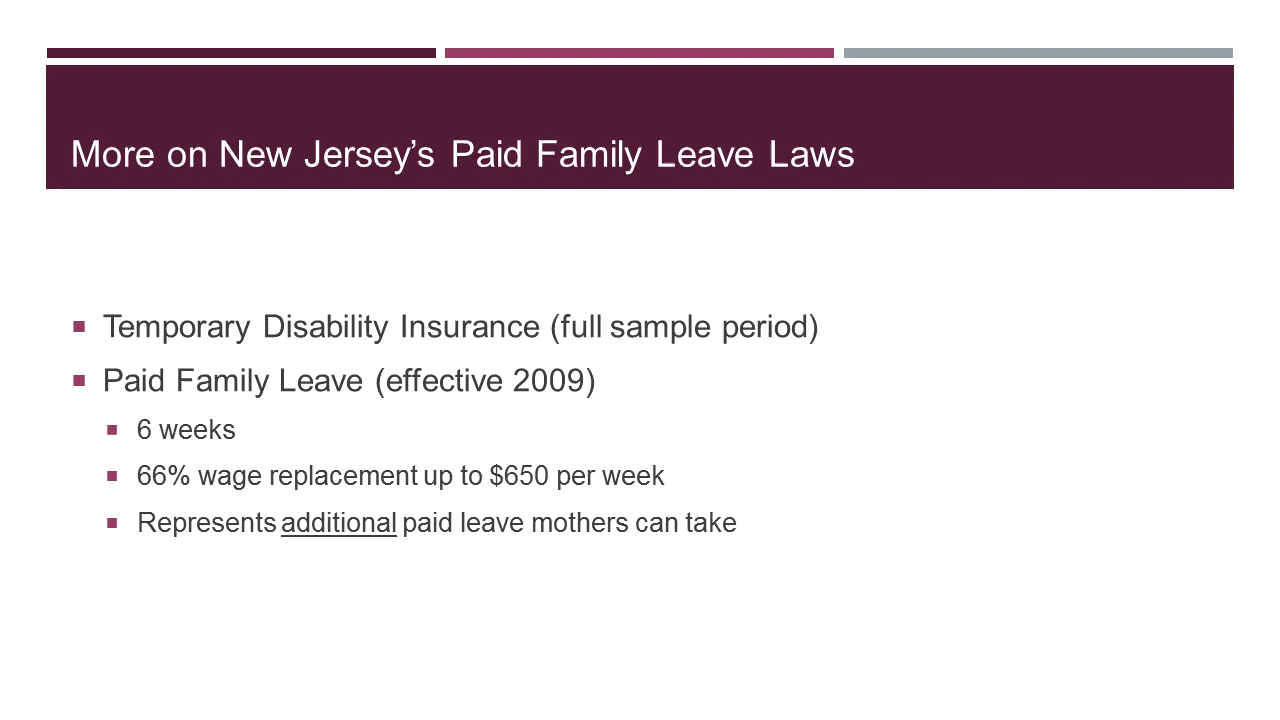 More on New Jersey’s Paid Family Leave Laws
Temporary Disability Insurance (full sample period)
Paid Family Leave (effective 2009)
6 weeks
66% wage replacement up to $650 per week
Represents additional paid leave mothers can take